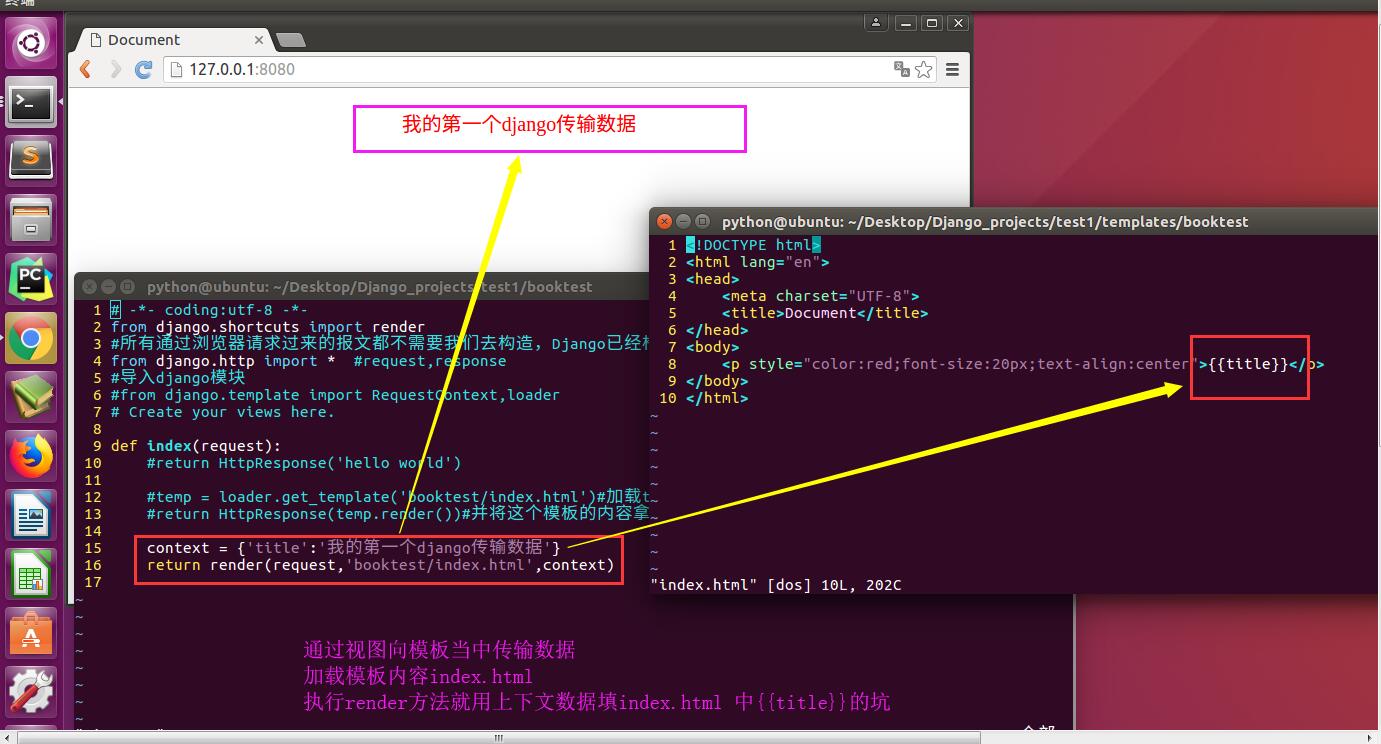 终端
Document
127.0.0.1:8080
我的第一个django传输数据
python@ubuntu: ~/Desktop/Django_projects/test1/templates/booktest
1 <!DOCTYPE html>
2 <html lang="en">
3 <head>
4     <meta charset="UTF-8">
5     <title>Document</title>
6 </head>
7 <body>
8     <p style="color:red;font-size:20px;text-align:center">{{title}}</p>
9 </body>
10 </html>
~
~
~
~
~
~
~
~
~
~
"index.html" [dos] 10L, 202C
python@ubuntu: ~/Desktop/Django_projects/test1/booktest
1 # -*- coding:utf-8 -*-
2 from django.shortcuts import render
3 #所有通过浏览器请求过来的报文都不需要我们去构造，Django已经
4 from django.http import *  #request,response
5 #导入django模块
6 #from django.template import RequestContext,loader
7 # Create your views here.
8
9 def index(request):
10     #return HttpResponse('hello world')
11
12     #temp = loader.get_template('booktest/index.html')#加载t
13     #return HttpResponse(temp.render())#并将这个模板的内容拿
14
15     context = {'title':'我的第一个django传输数据'}
16     return render(request,'booktest/index.html',context)
17
~
~
~
~
~
~
~
~
通过视图向模板当中传输数据
加载模板内容index.html
执行render方法就用上下文数据填index.html 中{{title}}的坑
PC